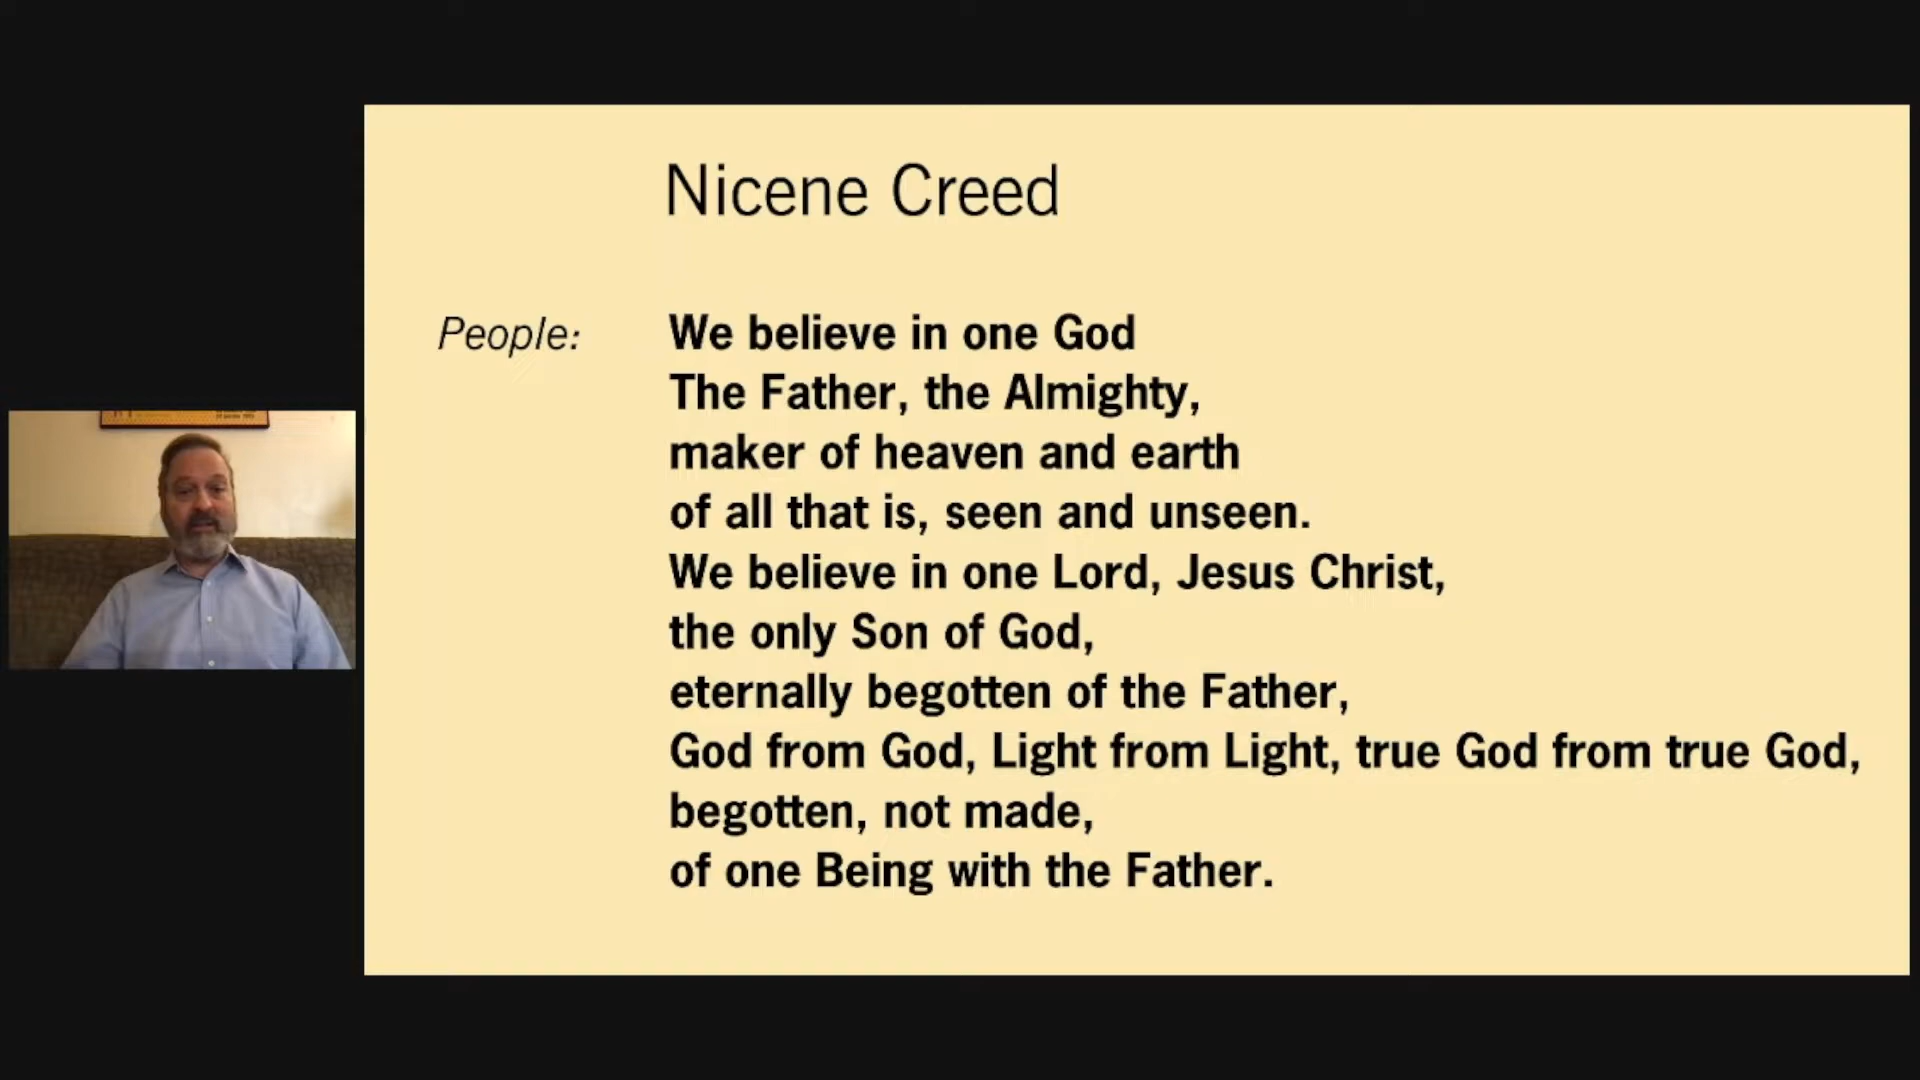 Nicene Creed
People: We believe in one God
The Father, the Almighty,
maker of heaven and earth
of all that is, seen and unseen.
We believe in one Lord, Jesus Christ,
the only Son of God,
eternally begotten of the Father,
God from God, Light from Light, true God from true God,
begotten, not made,
of one Being with the Father.